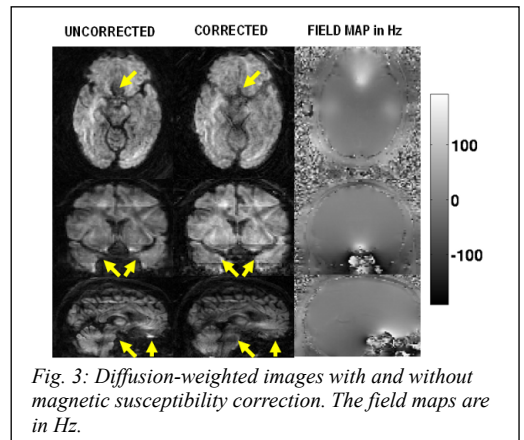 UNCORRECTED CORRECTED FIELD MAP in Hz
100
0
-100
Fig. 3: Diffusion-weighted images with and without
magnetic susceptibility correction. The field maps are
in Hz.